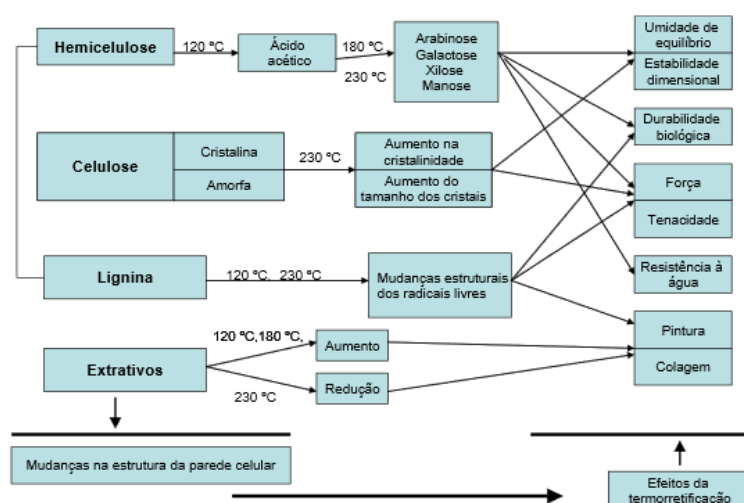 Hemicelulose
120 ºC
Ácido
acético
180 ºC
230 ºC
Arabinose
Galactose
Xilose
Manose
Umidade de
equilíbrio
Estabilidade
dimensional
Durabilidade
biológica
Celulose
Cristalina
Amorfa
230 ºC
Aumento na
cristalinidade
Aumento do
tamanho dos cristais
Força
Tenacidade
Lignina
120 ºC, 230 ºC
Mudanças estruturais
dos radicais livres
Resistência à
água
Extrativos
120 ºC,180 ºC,
230 ºC
Aumento
Redução
Pintura
Colagem
Mudanças na estrutura da parede celular
Efeitos da
termorretificação